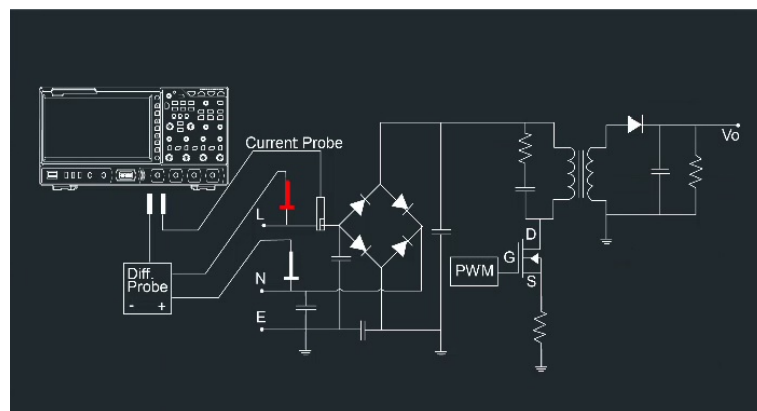 Current Probe
L
N
E
Diff.
Probe
- +
PWM
G
D
S
Vo